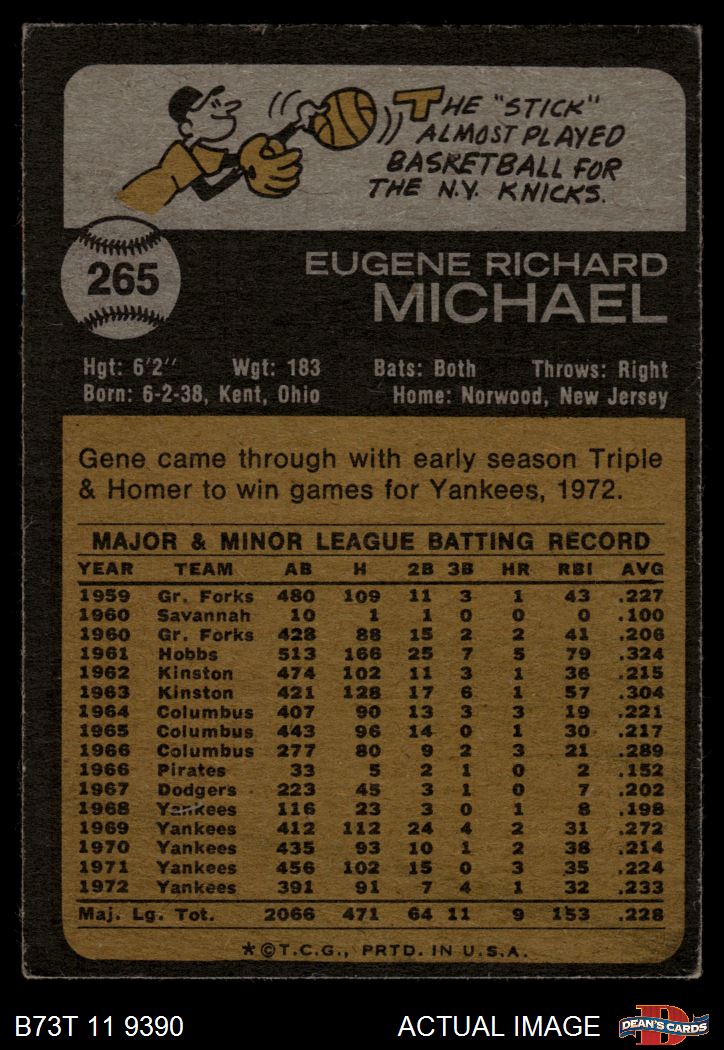 THE "STICK"
ALMOST PLAYED
BASKETBALL FOR
THE N.Y. KNICKS.
265
EUGENE RICHARD
MICHAEL
Hgt: 6'2'' Wgt: 183 Bats: Both Throws: Right
Born: 6-2-38, Kent, Ohio Home: Norwood, New Jersey
Gene came through with early season Triple
& Homer to win games for Yankees, 1972.
MAJOR & MINOR LEAGUE BATTING RECORD
YEAR TEAM AB H 2B 3B HR RBI AVG
1959 Gr. Forks 480 109 11 3 1 43 .227
1960 Savannah 10 1 1 0 0 0 .100
1960 Gr. Forks 428 88 15 2 2 41 .206
1961 Hobbs 513 166 25 7 5 79 .324
1962 Kinston 474 102 11 3 1 36 .215
1963 Kinston 421 128 17 6 1 57 .304
1964 Columbus 407 90 13 3 3 19 .221
1965 Columbus 443 96 14 0 1 30 .217
1966 Columbus 277 80 9 2 3 21 .289
1966 Pirates 33 5 2 1 0 2 .152
1967 Dodgers 223 45 3 1 0 7 .202
1968 Yankees 116 23 3 0 1 8 .198
1969 Yankees 412 112 24 4 2 31 .272
1970 Yankees 435 93 10 1 2 38 .214
1971 Yankees 456 102 15 0 3 35 .224
1972 Yankees 391 91 7 4 1 32 .233
Maj. Lg. Tot. 2066 471 64 11 9 153 .228
*©T.C.G., PRTD. IN U.S.A.
B73T 11 9390 ACTUAL IMAGE DEAN'S CARDS